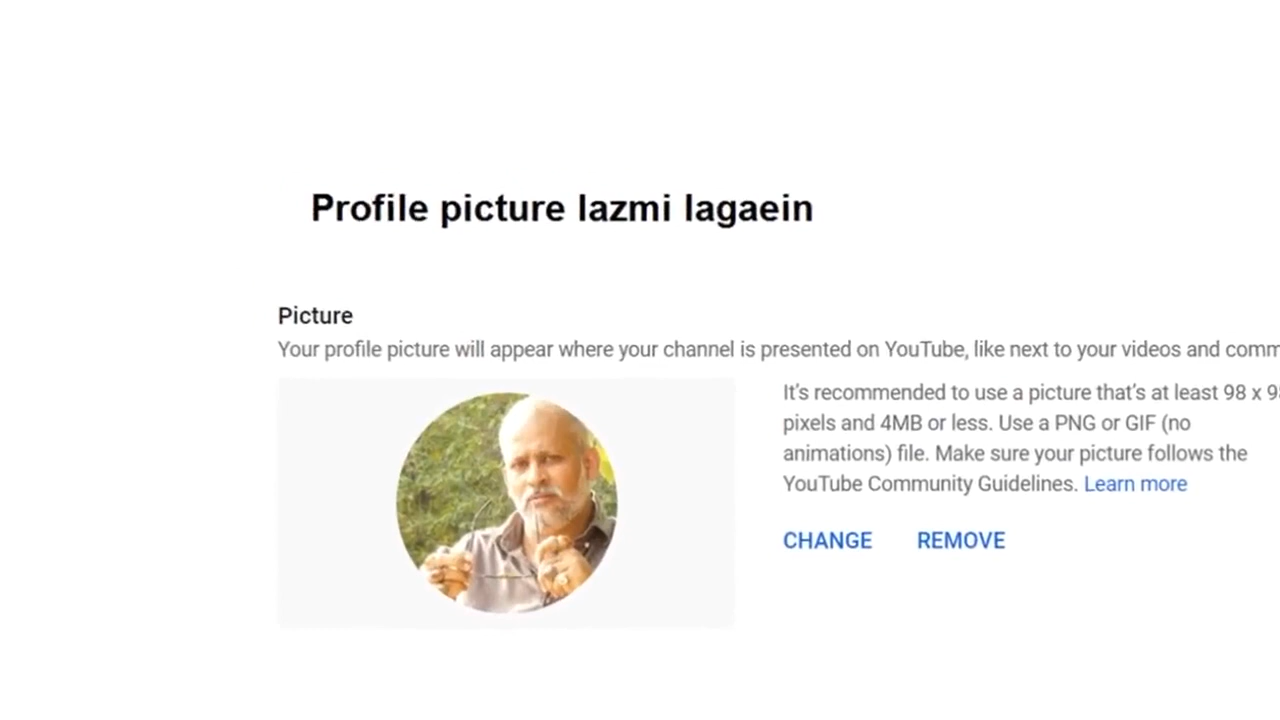 Profile picture lazmi lagaein
Picture
Your profile picture will appear where your channel is presented on YouTube, like next to your videos and
It's recommended to use a picture that's at least 98 x
pixels and 4MB or less. Use a PNG or GIF (no
animations) file. Make sure your picture follows the
YouTube Community Guidelines. Learn more
CHANGE REMOVE